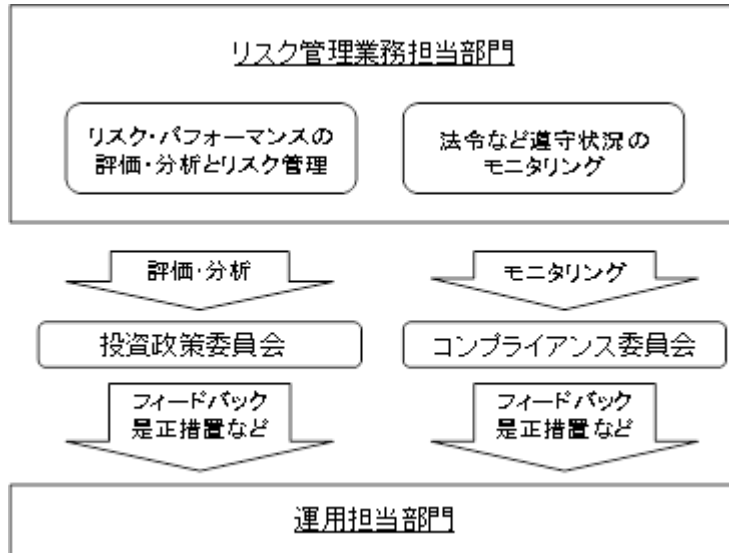 リスク管理業務担当部門
リスク・パフォーマンスの
評価・分析とリスク管理
法令など遵守状況の
モニタリング
評価・分析
モニタリング
投資政策委員会
コンプライアンス委員会
フィードバック
是正措置など
フィードバック
是正措置など
運用担当部門